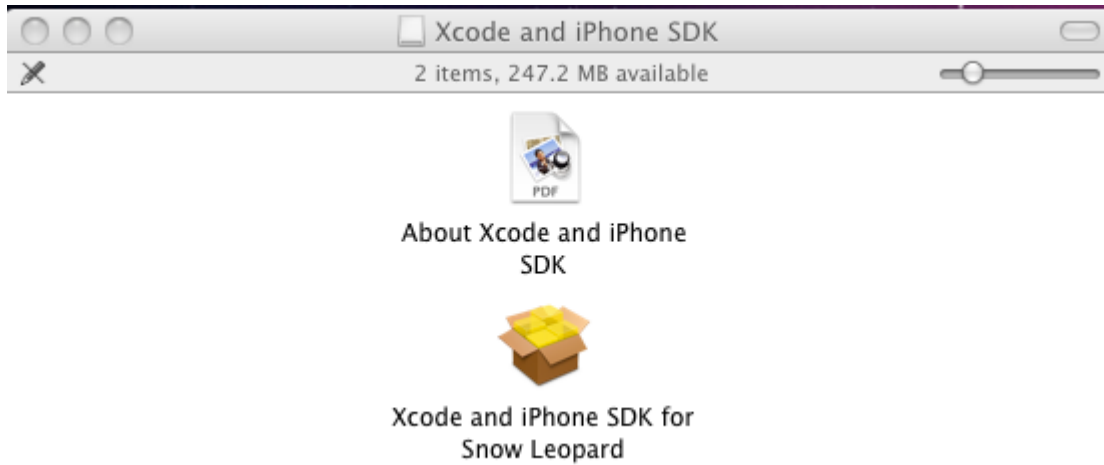 Xcode and iPhone SDK
2 items, 247.2 MB available
PDF
About Xcode and iPhone
SDK
Xcode and iPhone SDK for
Snow Leopard